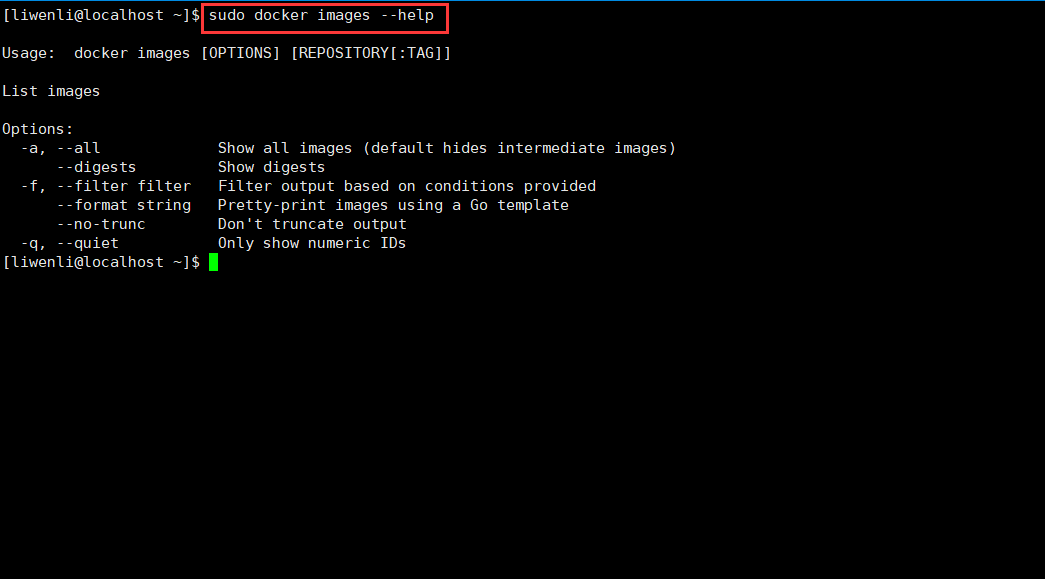 [liwenli@localhost ~]$ sudo docker images --help
Usage:  docker images [OPTIONS] [REPOSITORY[:TAG]]
List images
Options:
  -a, --all             Show all images (default hides intermediate images)
      --digests         Show digests
  -f, --filter filter   Filter output based on conditions provided
      --format string   Pretty-print images using a Go template
      --no-trunc        Don't truncate output
  -q, --quiet           Only show numeric IDs
[liwenli@localhost ~]$